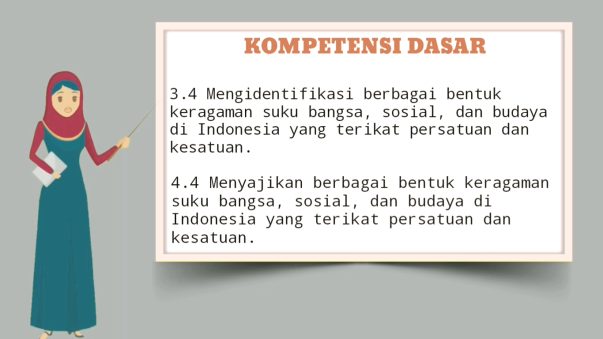 KOMPETENSI DASAR
3.4 Mengidentifikasi berbagai bentuk
keragaman suku bangsa, sosial, dan budaya
di Indonesia yang terikat persatuan dan
kesatuan.
4.4 Menyajikan berbagai bentuk keragaman
suku bangsa, sosial, dan budaya di
Indonesia yang terikat persatuan dan
kesatuan.